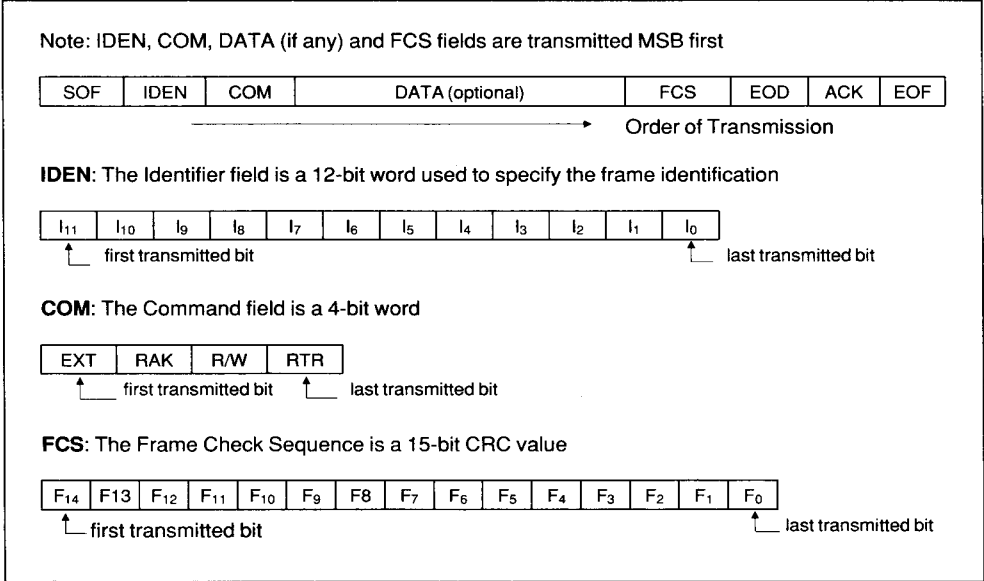 Note: IDEN, COM, DATA (if any) and FCS fields are transmitted MSB first
SOF IDEN COM DATA (optional) FCS EOD ACK EOF
Order of Transmission
IDEN: The Identifier field is a 12-bit word used to specify the frame identification
I₁₁ I₁₀ I₉ I₈ I₇ I₆ I₅ I₄ I₃ I₂ I₁ I₀
first transmitted bit last transmitted bit
COM: The Command field is a 4-bit word
EXT RAK R/W RTR
first transmitted bit last transmitted bit
FCS: The Frame Check Sequence is a 15-bit CRC value
F₁₄ F13 F₁₂ F₁₁ F₁₀ F₉ F8 F₇ F₆ F₅ F₄ F₃ F₂ F₁ F₀
first transmitted bit last transmitted bit